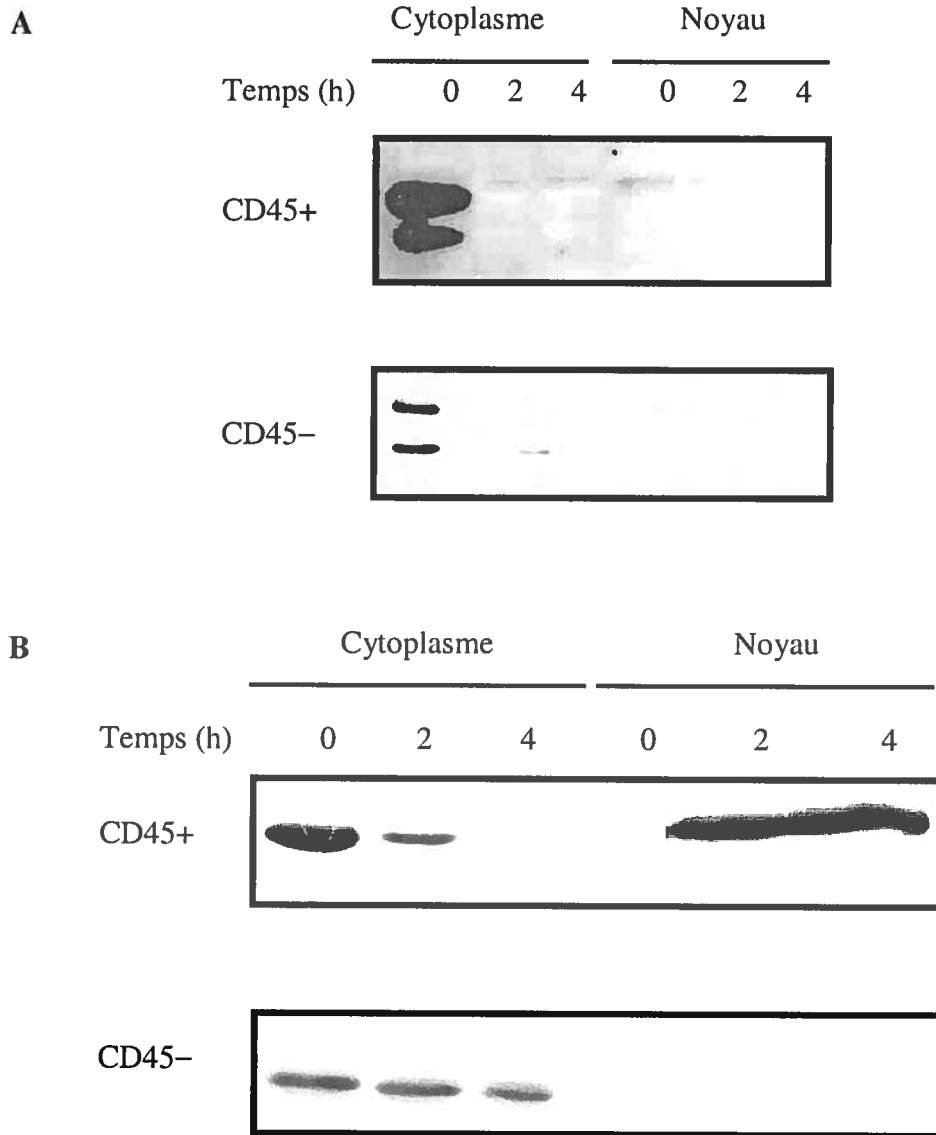 A
Cytoplasme Noyau
Temps (h) 0 2 4 0 2 4
CD45+
CD45–
B
Cytoplasme Noyau
Temps (h) 0 2 4 0 2 4
CD45+
CD45–